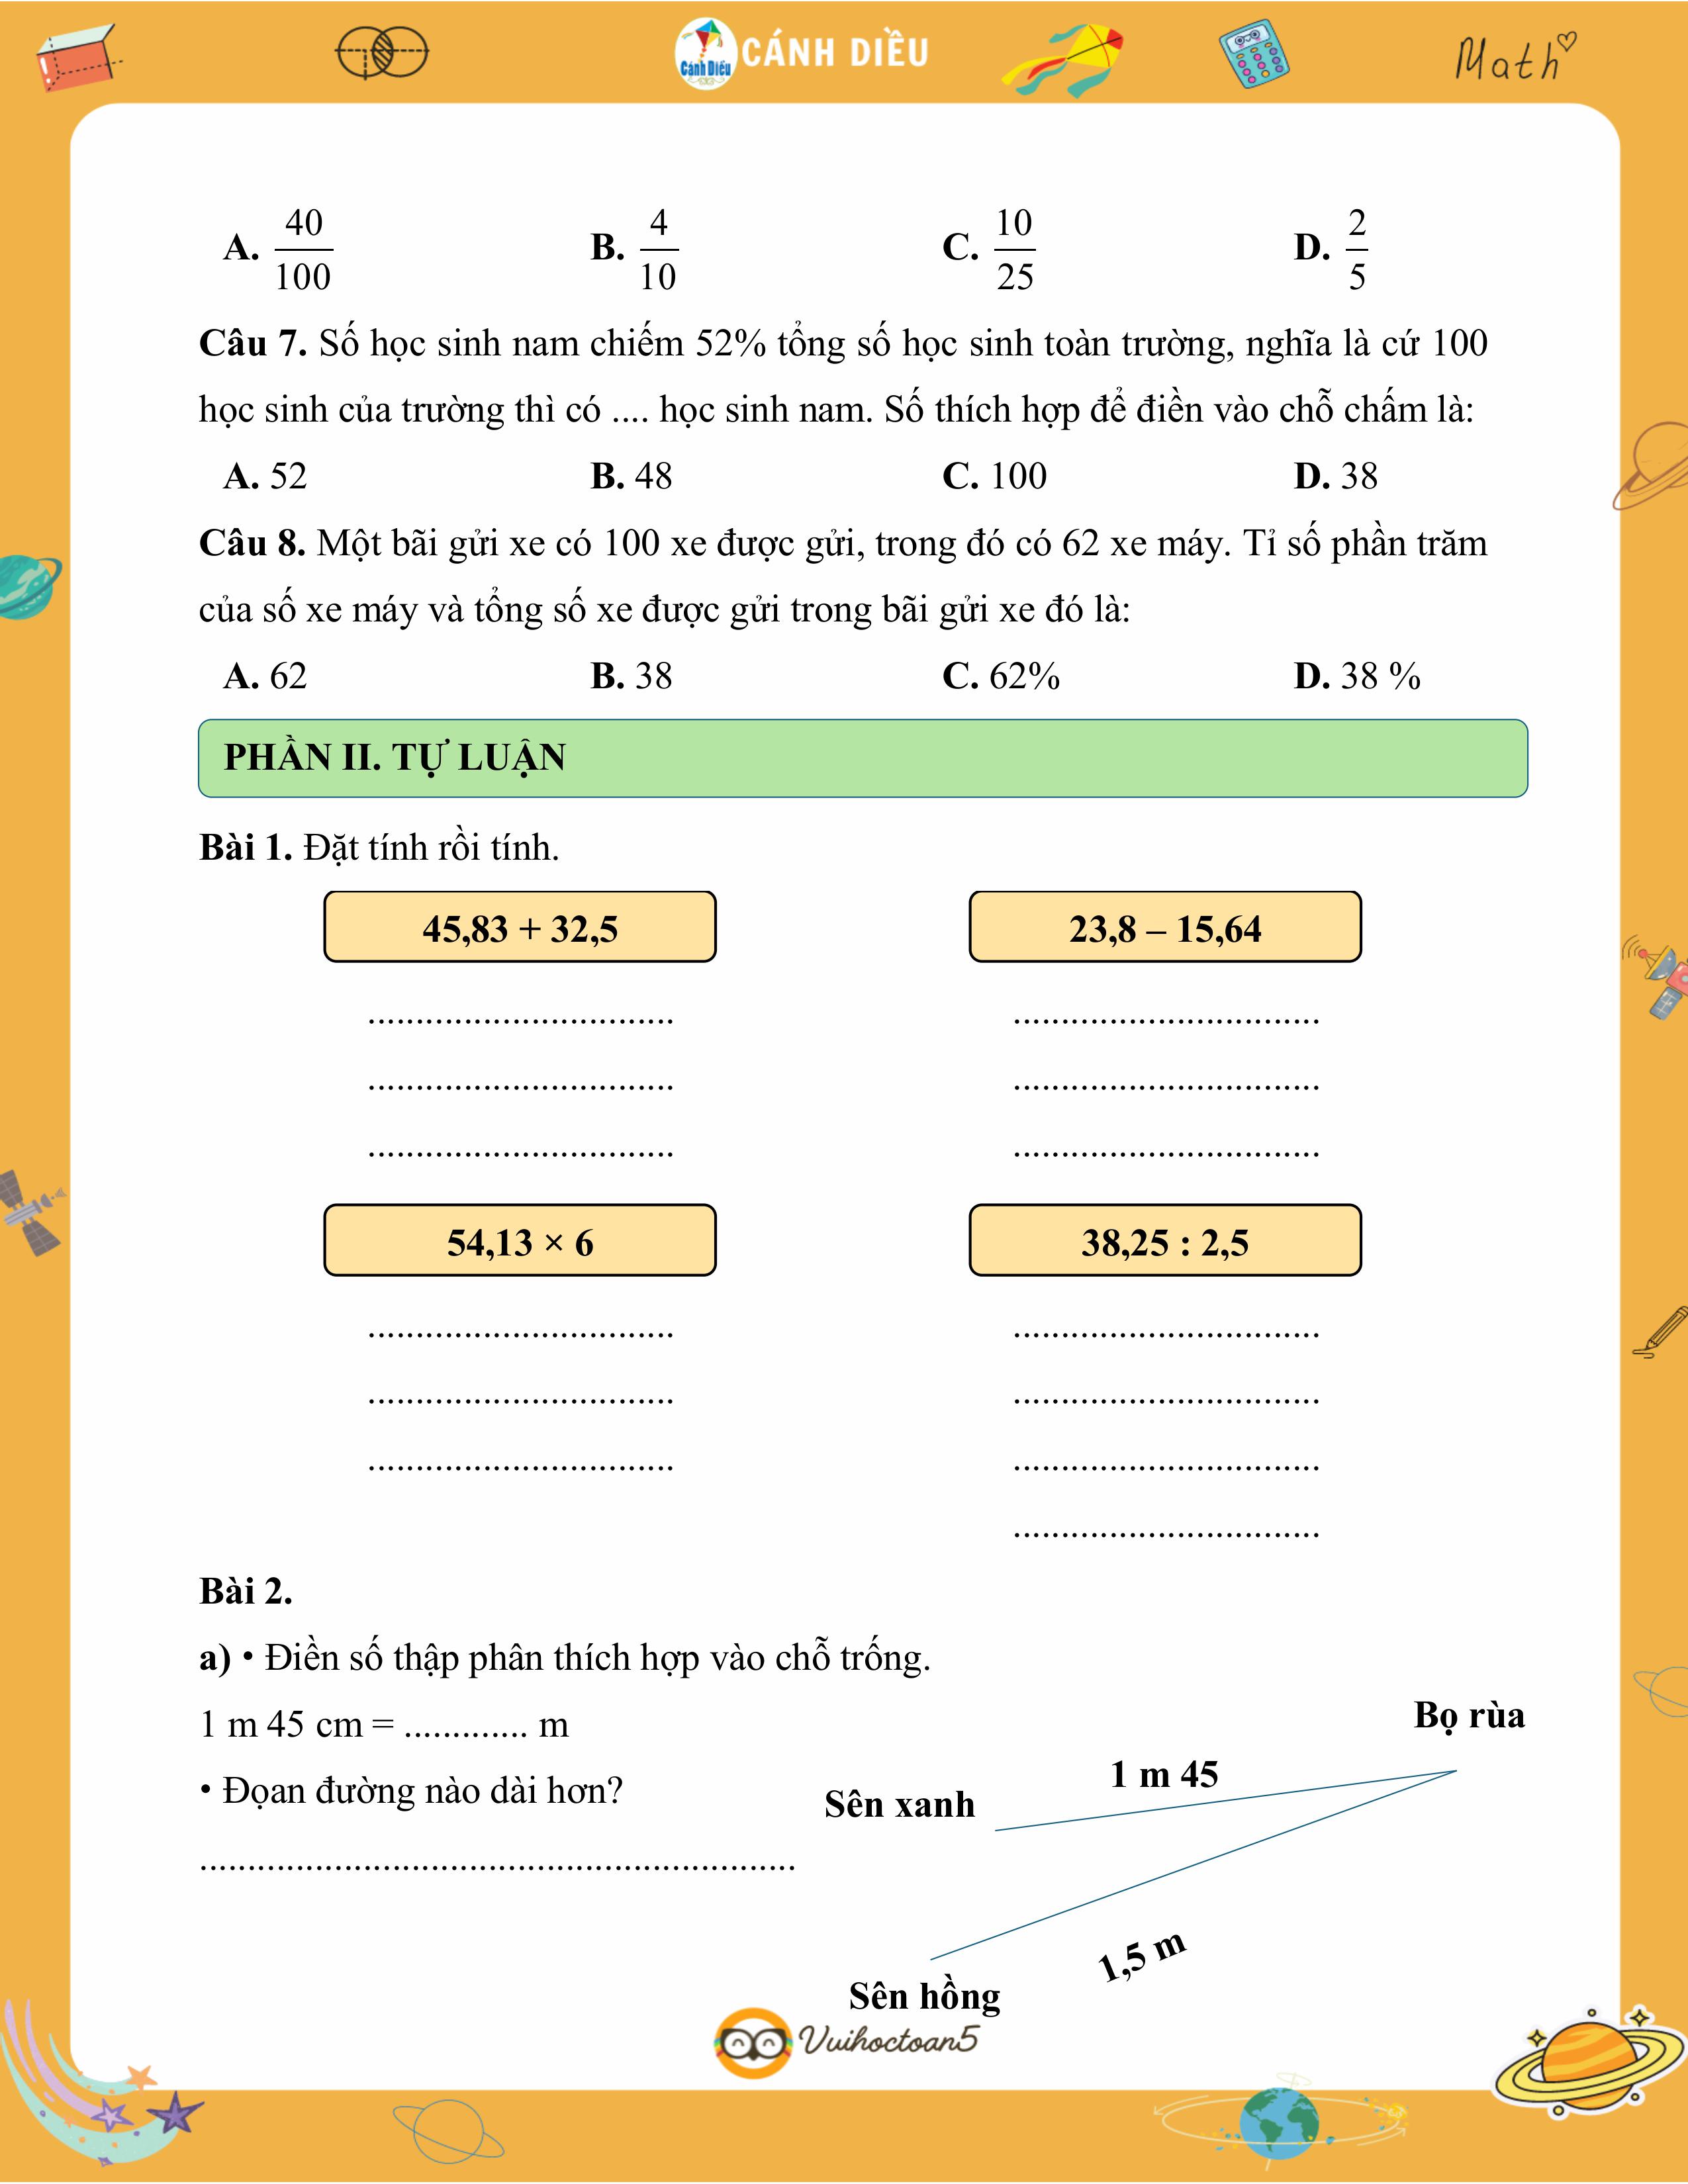 Cánh Diều
CÁNH DIỀU
Math
A. 40/100 B. 4/10 C. 10/25 D. 2/5
Câu 7. Số học sinh nam chiếm 52% tổng số học sinh toàn trường, nghĩa là cứ 100
học sinh của trường thì có .... học sinh nam. Số thích hợp để điền vào chỗ chấm là:
A. 52 B. 48 C. 100 D. 38
Câu 8. Một bãi gửi xe có 100 xe được gửi, trong đó có 62 xe máy. Tỉ số phần trăm
của số xe máy và tổng số xe được gửi trong bãi gửi xe đó là:
A. 62 B. 38 C. 62% D. 38 %
PHẦN II. TỰ LUẬN
Bài 1. Đặt tính rồi tính.
45,83 + 32,5 23,8 – 15,64
................................ ................................
................................ ................................
................................ ................................
54,13 × 6 38,25 : 2,5
................................ ................................
................................ ................................
................................ ................................
................................
Bài 2.
a) • Điền số thập phân thích hợp vào chỗ trống.
1 m 45 cm = ............. m
• Đọan đường nào dài hơn?
..............................................................
Bọ rùa
1 m 45
Sên xanh
1,5 m
Sên hồng
Vuihoctoan5